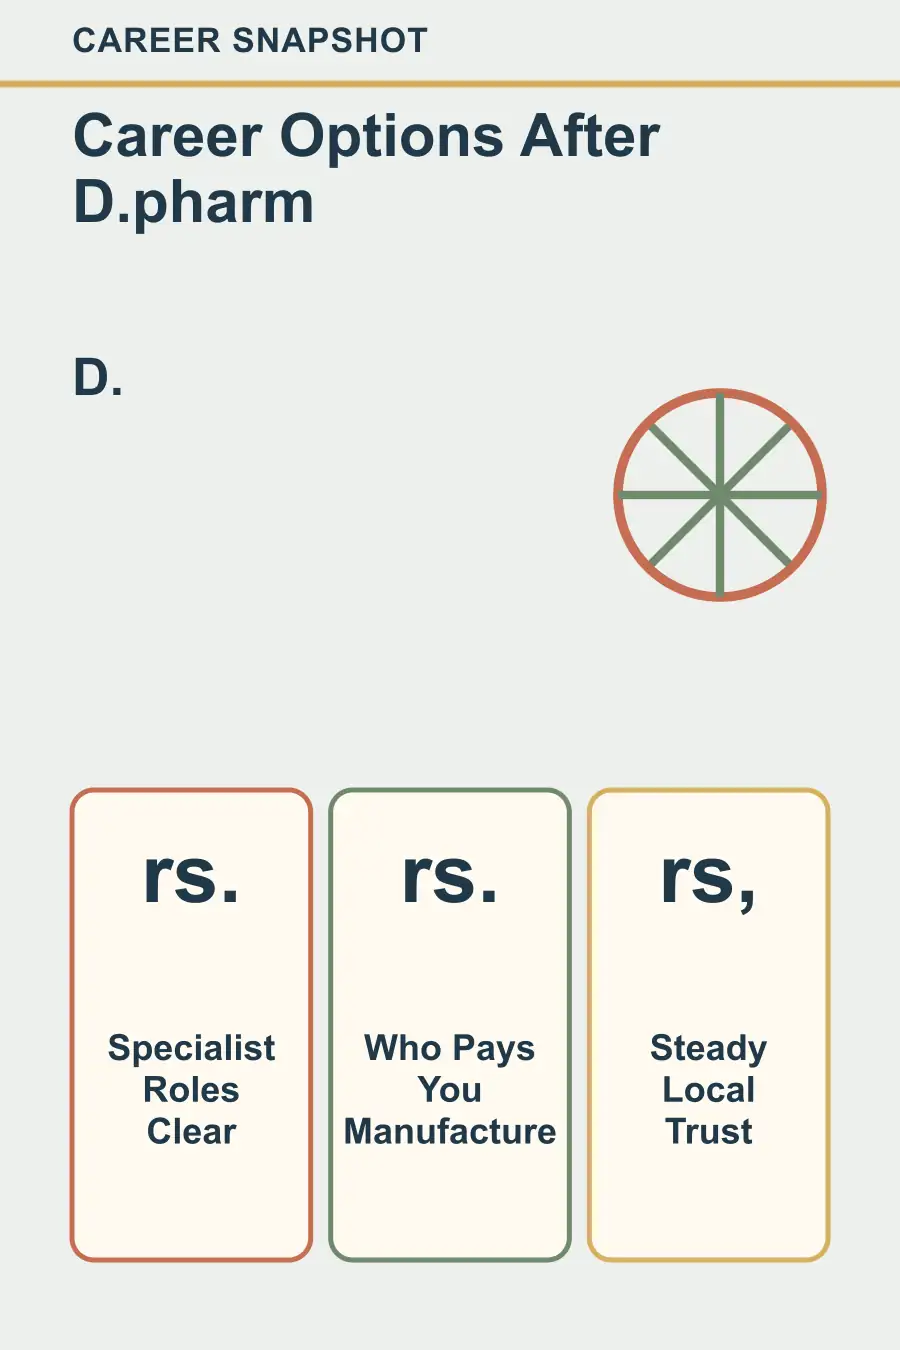 CAREER SNAPSHOT
Career Options After
D.pharm
D.
rs.
Specialist
Roles
Clear
rs.
Who Pays
You
Manufacture
rs,
Steady
Local
Trust